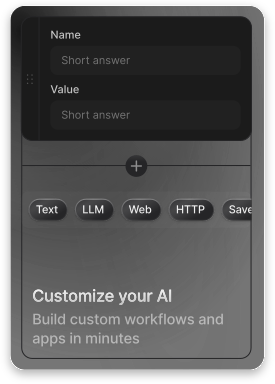 Name
Short answer
Value
Short answer
Text LLM Web HTTP Save
Customize your AI
Build custom workflows and
apps in minutes